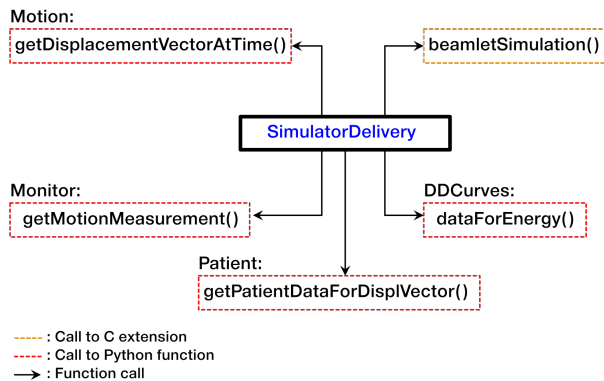 Motion:
getDisplacementVectorAtTime()
beamletSimulation()
SimulatorDelivery
Monitor:
getMotionMeasurement()
DDCurves:
dataForEnergy()
Patient:
getPatientDataForDisplVector()
: Call to C extension
: Call to Python function
: Function call